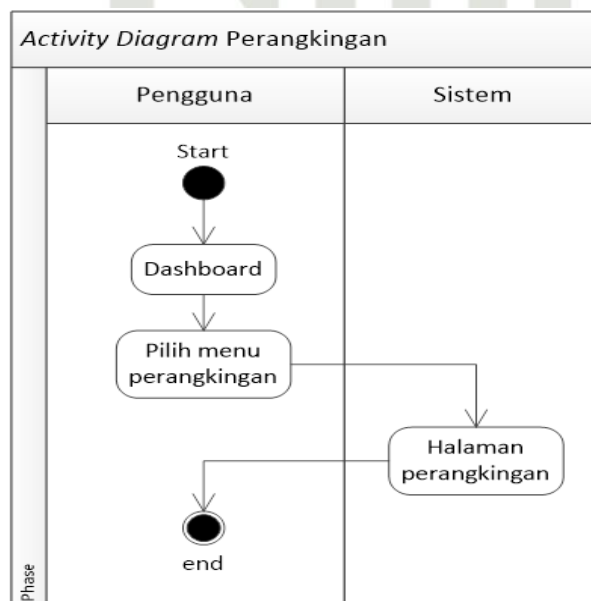 Activity Diagram Perangkingan
Pengguna
Sistem
Start
Dashboard
Pilih menu
perangkingan
Halaman
perangkingan
end
Phase